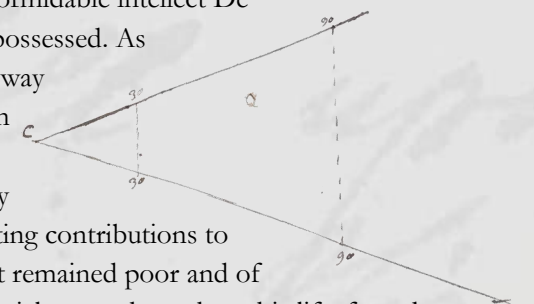 formidable intellect De
possessed. As
way
C
30
90
Q
30
90
ting contributions to
t remained poor and of